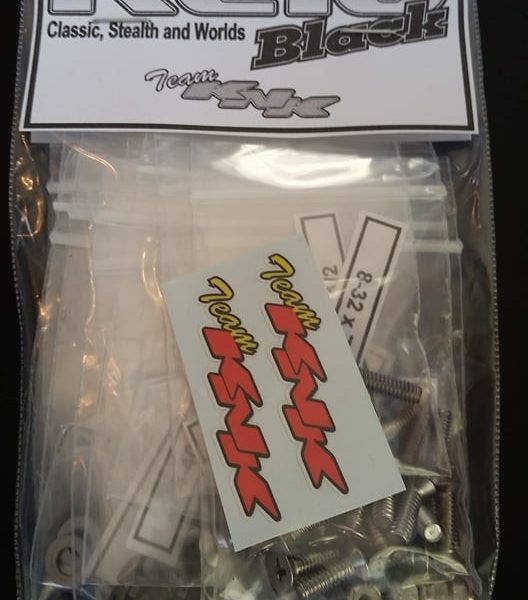 Classic, Stealth and Worlds
Black
Team
KNK
Team
KNK
Team
KNK
8-32 x